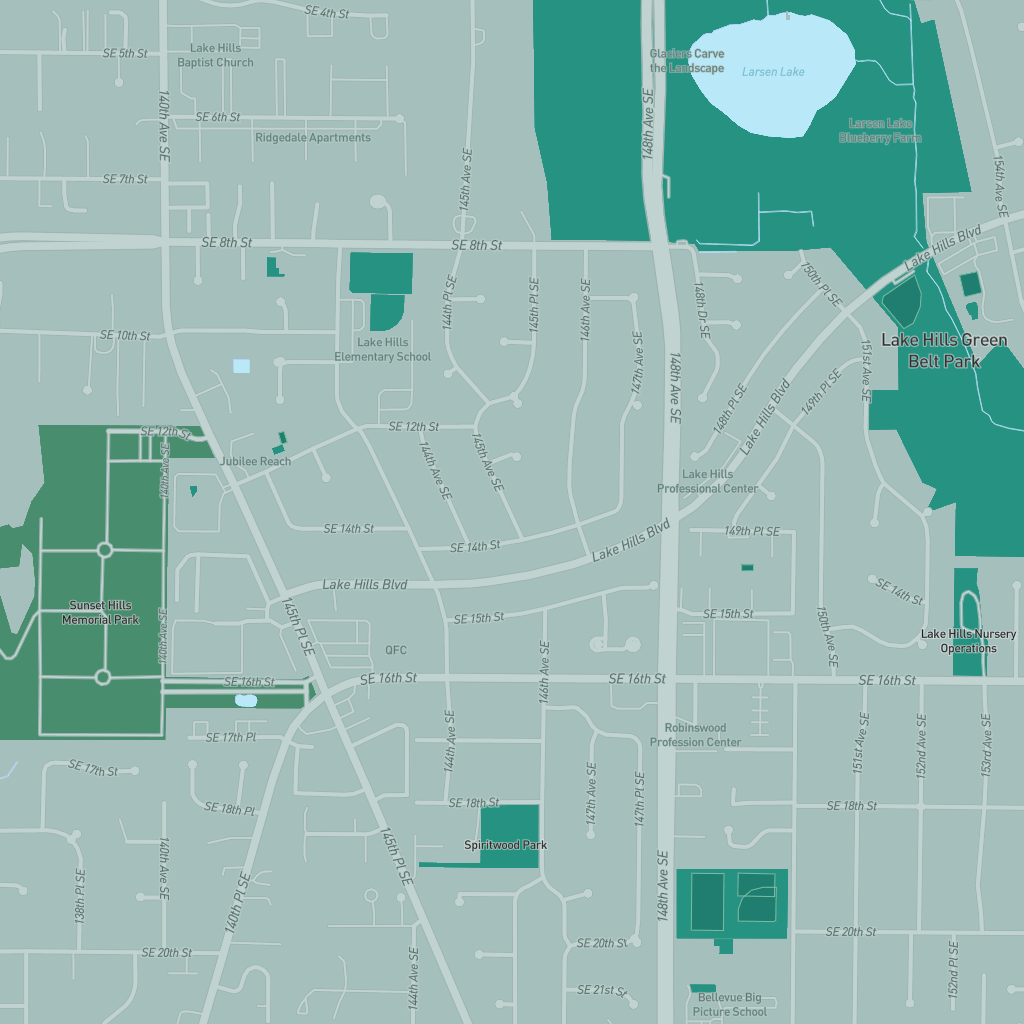 SE 4th St
SE 5th St
Lake Hills
Baptist Church
Glaciers Carve
the Landscape
Larsen Lake
140th Ave SE
SE 6th St
Ridgedale Apartments
148th Ave SE
Larsen Lake
Blueberry Farm
SE 7th St
145th Ave SE
154th Ave SE
SE 8th St
SE 8th St
Lake Hills Blvd
144th Pl SE
145th Pl SE
146th Ave SE
148th Dr SE
150th Pl SE
SE 10th St
Lake Hills
Elementary School
147th Ave SE
148th Ave SE
151st Ave SE
Lake Hills Green
Belt Park
148th Pl SE
Lake Hills Blvd
149th Pl SE
SE 12th St
SE 12th St
Jubilee Reach
140th Ave SE
144th Ave SE
145th Ave SE
Lake Hills
Professional Center
SE 14th St
SE 14th St
Lake Hills Blvd
149th Pl SE
Lake Hills Blvd
SE 14th St
Sunset Hills
Memorial Park
140th Ave SE
145th Pl SE
SE 15th St
SE 15th St
150th Ave SE
Lake Hills Nursery
Operations
QFC
SE 16th St
SE 16th St
SE 16th St
SE 16th St
146th Ave SE
SE 17th Pl
144th Ave SE
Robinswood
Profession Center
151st Ave SE
152nd Ave SE
153rd Ave SE
SE 17th St
SE 18th Pl
SE 18th St
147th Ave SE
147th Pl SE
SE 18th St
140th Ave SE
145th Pl SE
Spiritwood Park
138th Pl SE
140th Pl SE
148th Ave SE
SE 20th St
SE 20th St
SE 20th St
144th Ave SE
152nd Pl SE
SE 21st St
Bellevue Big
Picture School